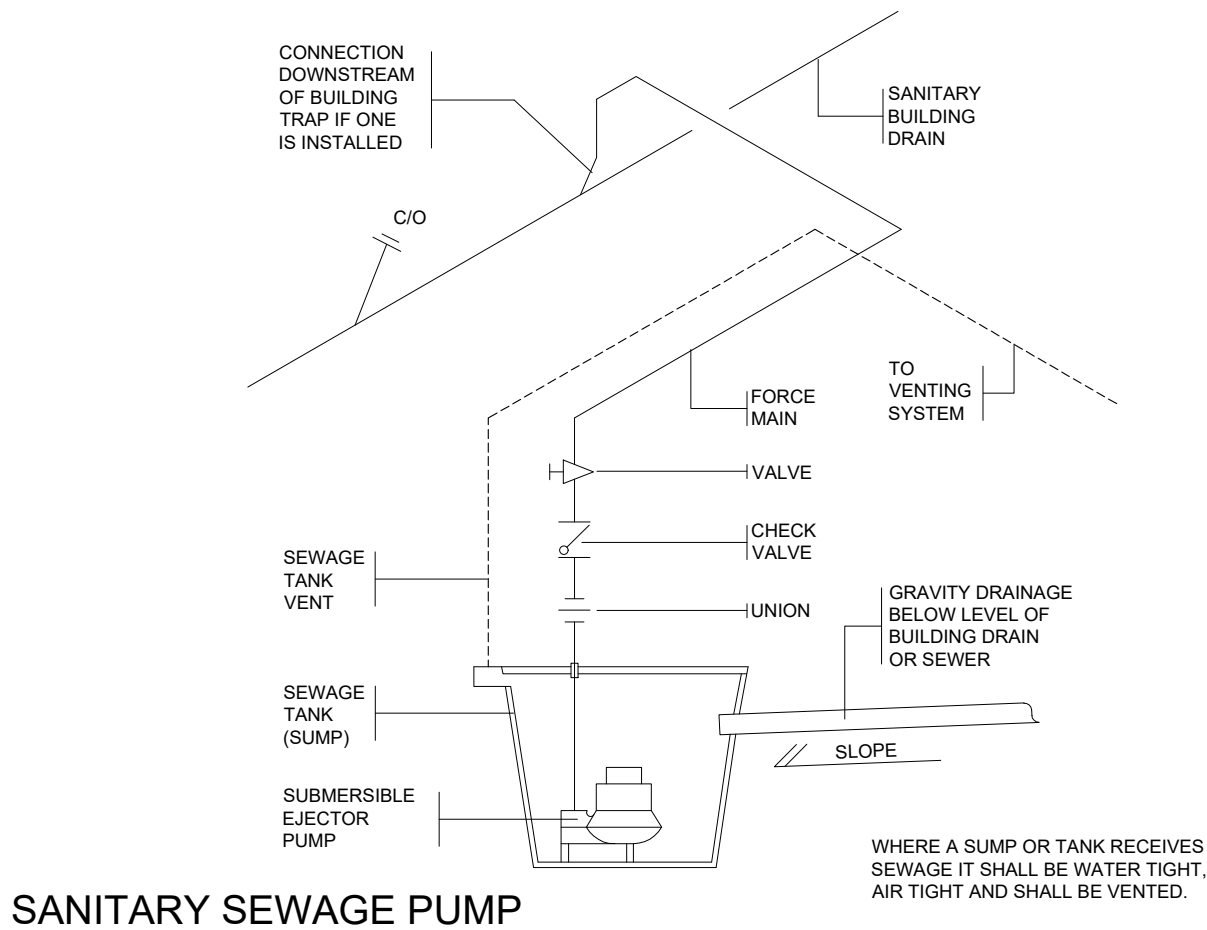 CONNECTION
DOWNSTREAM
OF BUILDING
TRAP IF ONE
IS INSTALLED
SANITARY
BUILDING
DRAIN
C/O
FORCE
MAIN
TO
VENTING
SYSTEM
VALVE
CHECK
VALVE
SEWAGE
TANK
VENT
UNION
GRAVITY DRAINAGE
BELOW LEVEL OF
BUILDING DRAIN
OR SEWER
SEWAGE
TANK
(SUMP)
SLOPE
SUBMERSIBLE
EJECTOR
PUMP
WHERE A SUMP OR TANK RECEIVES
SEWAGE IT SHALL BE WATER TIGHT,
AIR TIGHT AND SHALL BE VENTED.
SANITARY SEWAGE PUMP